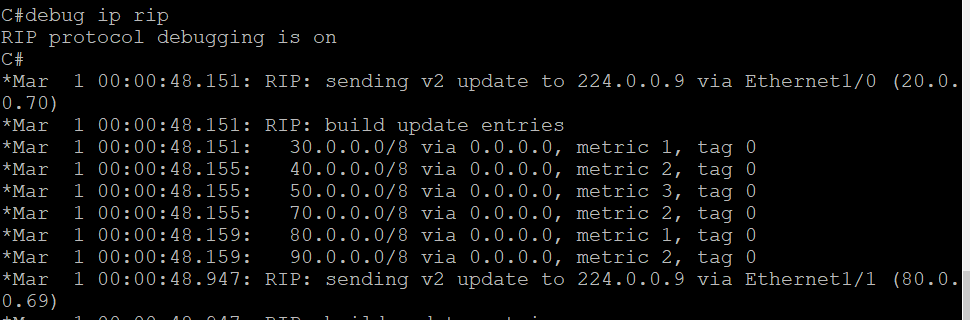 C#debug ip rip
RIP protocol debugging is on
C#
*Mar  1 00:00:48.151: RIP: sending v2 update to 224.0.0.9 via Ethernet1/0 (20.0.
0.70)
*Mar  1 00:00:48.151: RIP: build update entries
*Mar  1 00:00:48.151:   30.0.0.0/8 via 0.0.0.0, metric 1, tag 0
*Mar  1 00:00:48.155:   40.0.0.0/8 via 0.0.0.0, metric 2, tag 0
*Mar  1 00:00:48.155:   50.0.0.0/8 via 0.0.0.0, metric 3, tag 0
*Mar  1 00:00:48.155:   70.0.0.0/8 via 0.0.0.0, metric 2, tag 0
*Mar  1 00:00:48.159:   80.0.0.0/8 via 0.0.0.0, metric 1, tag 0
*Mar  1 00:00:48.159:   90.0.0.0/8 via 0.0.0.0, metric 2, tag 0
*Mar  1 00:00:48.947: RIP: sending v2 update to 224.0.0.9 via Ethernet1/1 (80.0.
0.69)